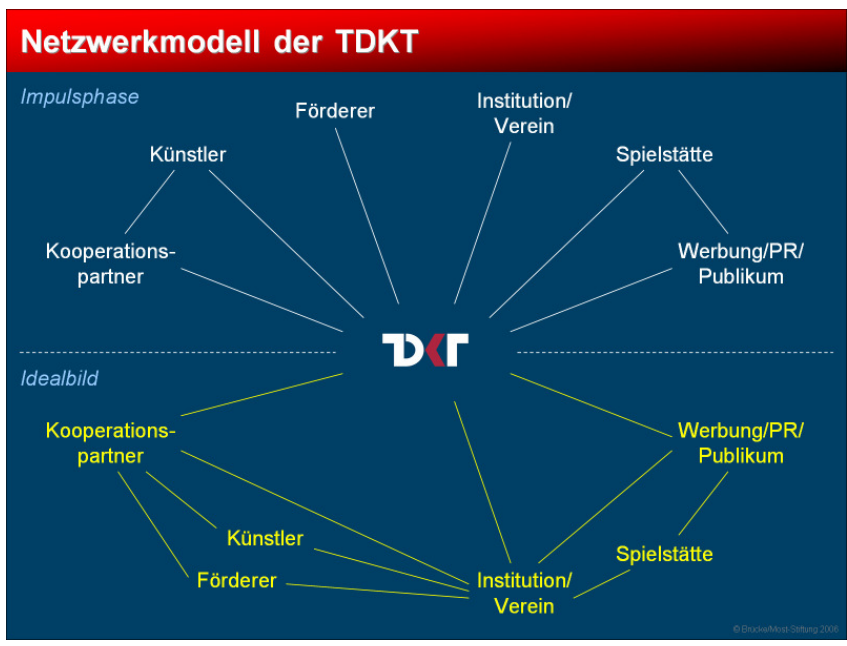 Netzwerkmodell der TDKT
Impulsphase
Förderer
Institution/
Verein
Künstler
Spielstätte
Kooperations-
partner
Werbung/PR/
Publikum
TDKT
Idealbild
Kooperations-
partner
Werbung/PR/
Publikum
Künstler
Spielstätte
Förderer
Institution/
Verein
© Brücke/Most-Stiftung 2008